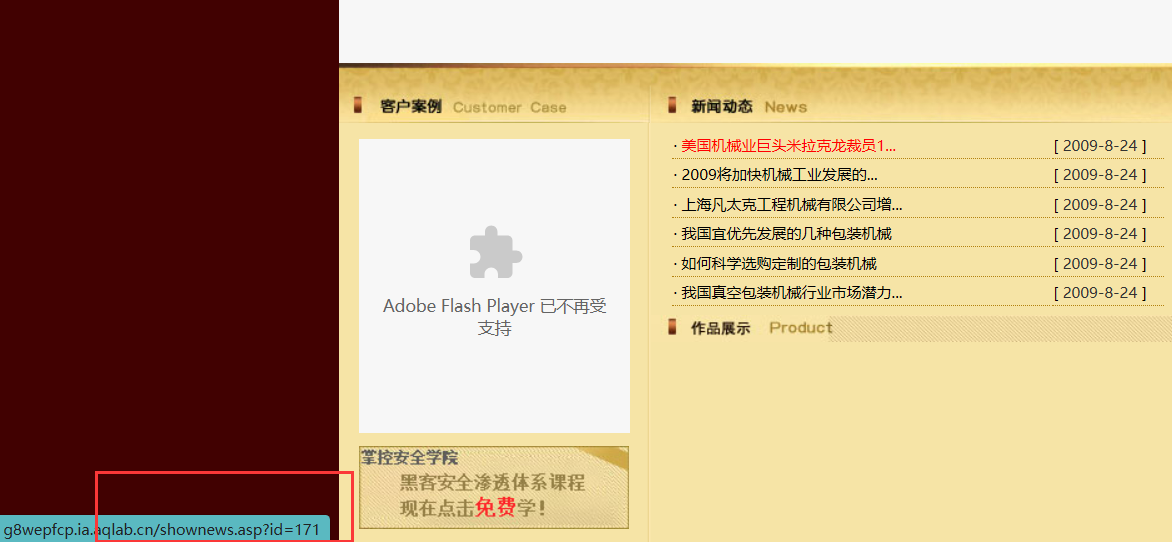 客户案例 Customer Case
新闻动态 News
· 美国机械业巨头米拉克龙裁员1... [ 2009-8-24 ]
· 2009将加快机械工业发展的... [ 2009-8-24 ]
· 上海凡太克工程机械有限公司增... [ 2009-8-24 ]
· 我国宜优先发展的几种包装机械 [ 2009-8-24 ]
· 如何科学选购定制的包装机械 [ 2009-8-24 ]
· 我国真空包装机械行业市场潜力... [ 2009-8-24 ]
Adobe Flash Player 已不再受
支持
作品展示 Product
掌控安全学院
黑客安全渗透体系课程
现在点击免费学!
g8wepfcp.ia.aqlab.cn/shownews.asp?id=171